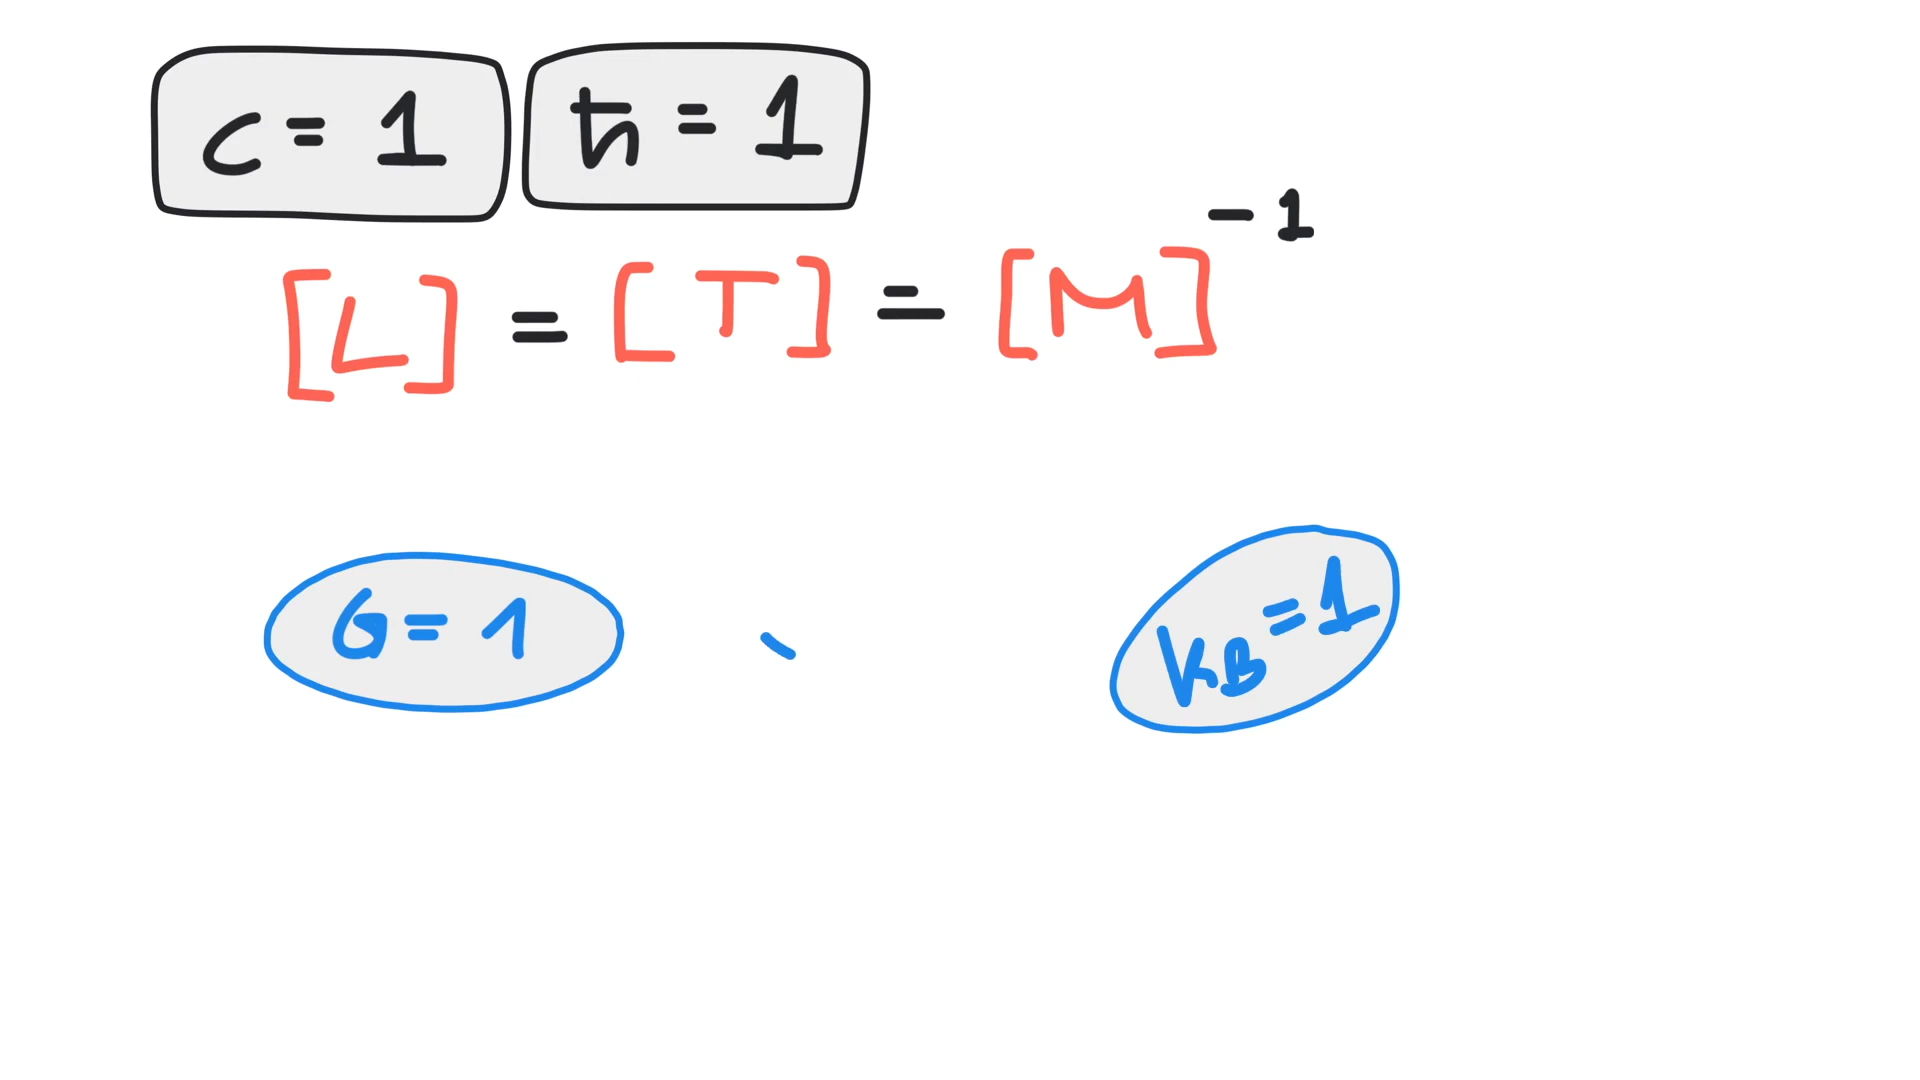 c = 1 ħ = 1
[L] = [T] = [M]⁻¹
G = 1 k_B = 1